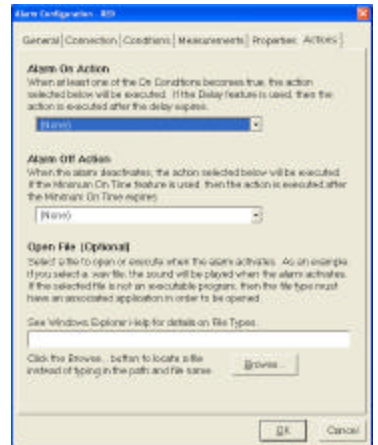 Alarm Configuration - RED
General Connection Conditions Measurements Properties Actions
Alarm On Action
When at least one of the On Conditions becomes true, the action
selected below will be executed. If the Delay feature is used, then the
action is executed after the delay expires.
(None)
Alarm Off Action
When the alarm deactivates, the action selected below will be executed.
If the Minimum On Time feature is used, then the action is executed after
the Minimum On Time expires
(None)
Open File (Optional)
Select a file to open or execute when the alarm activates. As an example
if you select a .wav file, the sound will be played when the alarm activates.
If the selected file is not an executable program, then the file type must
have an associated application in order to be opened.
See Windows Explorer Help for details on File Types.
Click the Browse... button to locate a file
instead of typing in the path and file name.
Browse...
OK
Cancel